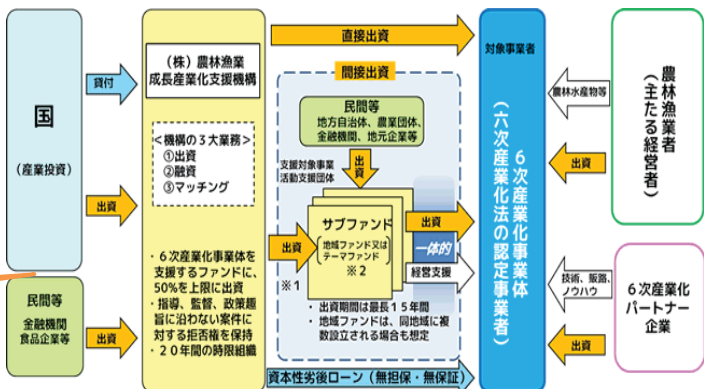 国
（産業投資）
民間等
金融機関
食品企業等
貸付
出資
出資
（株）農林漁業
成長産業化支援機構
＜機構の３大業務＞
①出資
②融資
③マッチング
・６次産業化事業体を
支援するファンドに、
50％を上限に出資
・指導、監督、政策趣
旨に沿わない案件に
対する拒否権を保持
・２０年間の時限組織
直接出資
間接出資
民間等
地方自治体、農業団体、
金融機関、地元企業等
支援対象事業
活動支援団体
出資
出資
※１
サブファンド
地域ファンド又は
テーマファンド
※２
出資
一体的
経営支援
・出資期間は最長１５年間
・地域ファンドは、同地域に複
数設立される場合も想定
資本性劣後ローン（無担保・無保証）
対象事業者
６次産業化事業体
（六次産業化法の認定事業者）
農林水産物等
出資
農林漁業者
（主たる経営者）
技術、販路、
ノウハウ
出資
６次産業化
パートナー
企業